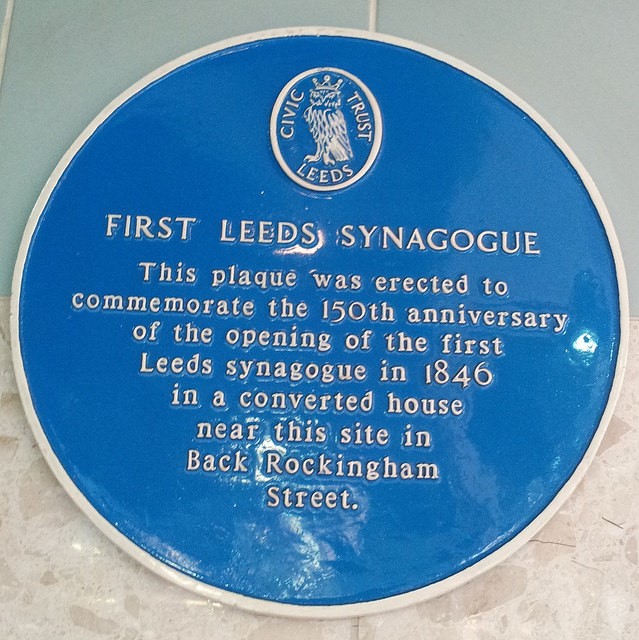 CIVIC TRUST
LEEDS
FIRST LEEDS SYNAGOGUE
This plaque was erected to
commemorate the 150th anniversary
of the opening of the first
Leeds synagogue in 1846
in a converted house
near this site in
Back Rockingham
Street.